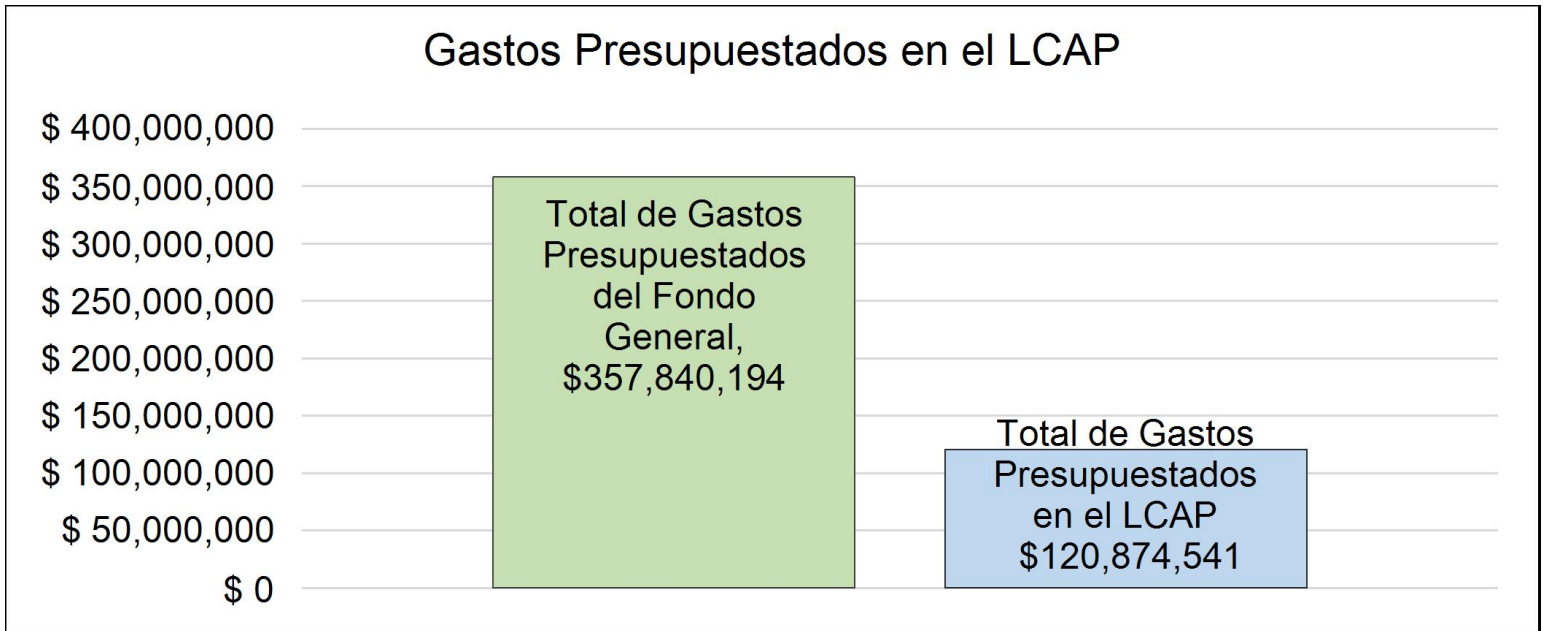 Gastos Presupuestados en el LCAP
$ 400,000,000
$ 350,000,000
$ 300,000,000
$ 250,000,000
$ 200,000,000
$ 150,000,000
$ 100,000,000
$ 50,000,000
$ 0
Total de Gastos
Presupuestados
del Fondo
General,
$357,840,194
Total de Gastos
Presupuestados
en el LCAP
$120,874,541